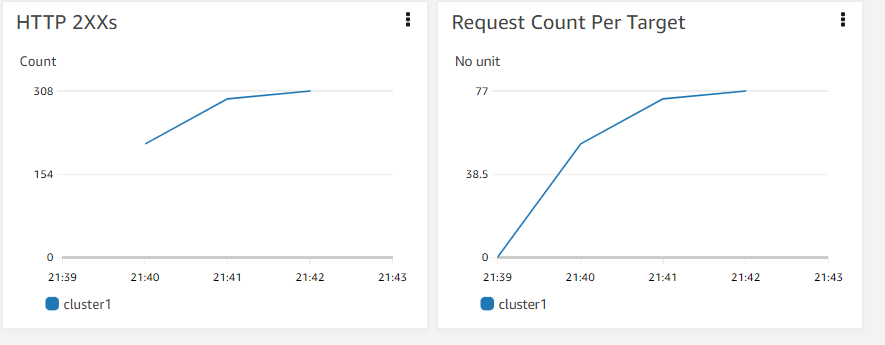 HTTP 2XXs
Count
308
154
0
21:39 21:40 21:41 21:42 21:43
cluster1
Request Count Per Target
No unit
77
38.5
0
21:39 21:40 21:41 21:42 21:43
cluster1